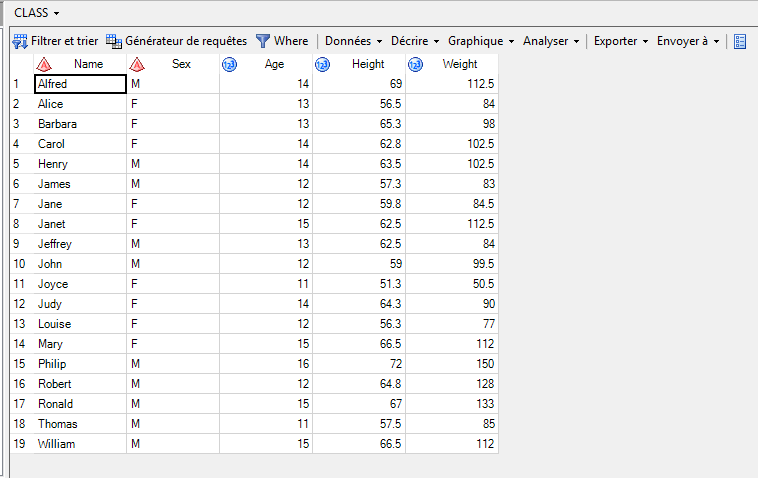 CLASS
Filtrer et trier Générateur de requêtes Where Données Décrire Graphique Analyser Exporter Envoyer à
Name Sex 123 Age 123 Height 123 Weight
1 Alfred M 14 69 112.5
2 Alice F 13 56.5 84
3 Barbara F 13 65.3 98
4 Carol F 14 62.8 102.5
5 Henry M 14 63.5 102.5
6 James M 12 57.3 83
7 Jane F 12 59.8 84.5
8 Janet F 15 62.5 112.5
9 Jeffrey M 13 62.5 84
10 John M 12 59 99.5
11 Joyce F 11 51.3 50.5
12 Judy F 14 64.3 90
13 Louise F 12 56.3 77
14 Mary F 15 66.5 112
15 Philip M 16 72 150
16 Robert M 12 64.8 128
17 Ronald M 15 67 133
18 Thomas M 11 57.5 85
19 William M 15 66.5 112